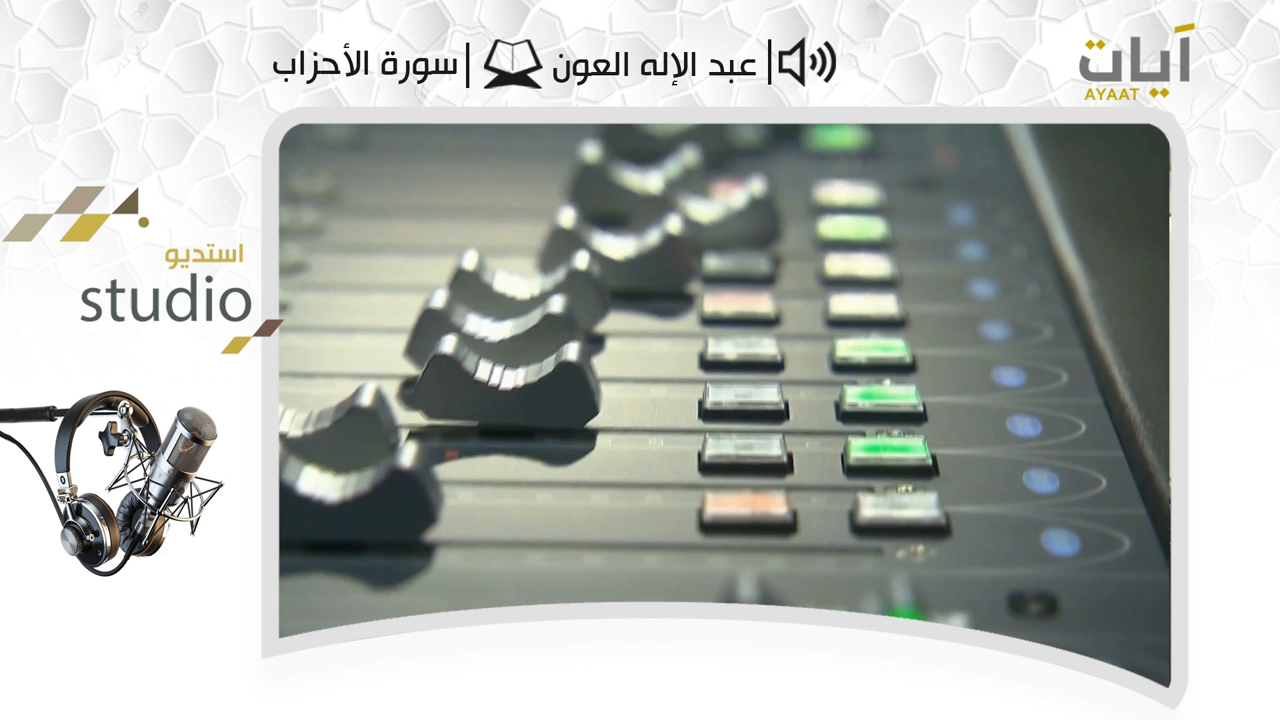 عبد الإله العون | سورة الأحزاب
آيات
AYAAT
استديو
studio